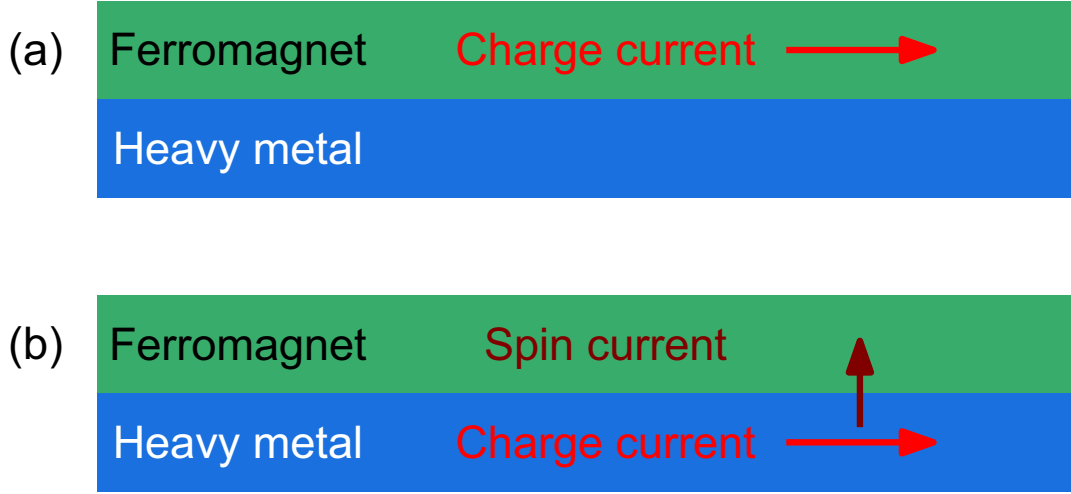 (a) Ferromagnet Charge current
Heavy metal
(b) Ferromagnet Spin current
Heavy metal Charge current